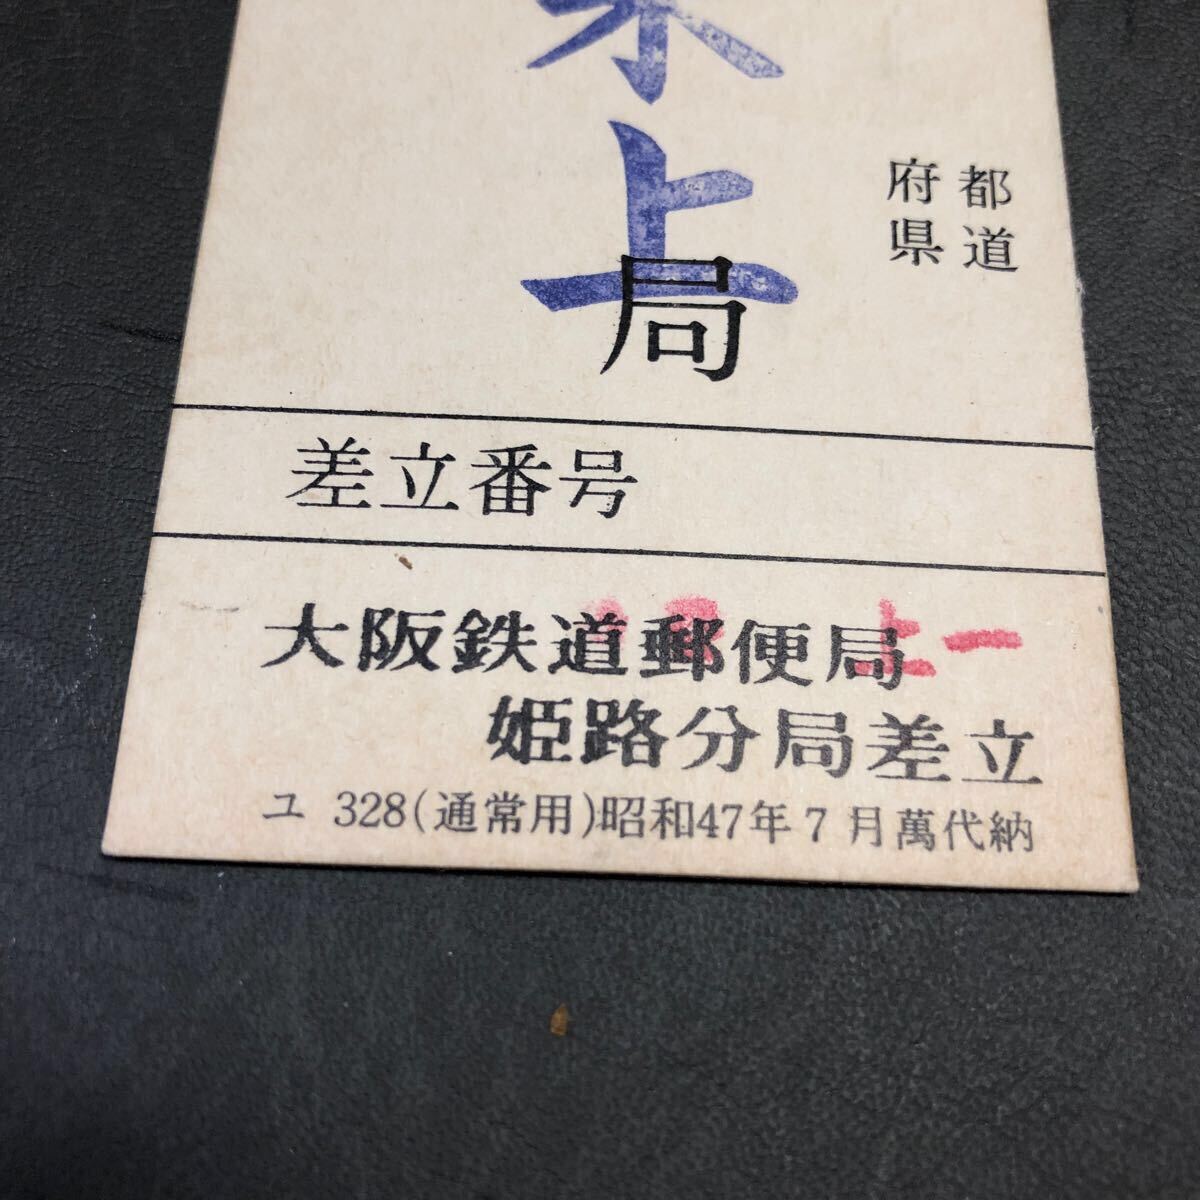 上
局
都道
府県
差立番号
上一
大阪鉄道郵便局
姫路分局差立
ユ 328(通常用)昭和47年7月萬代納